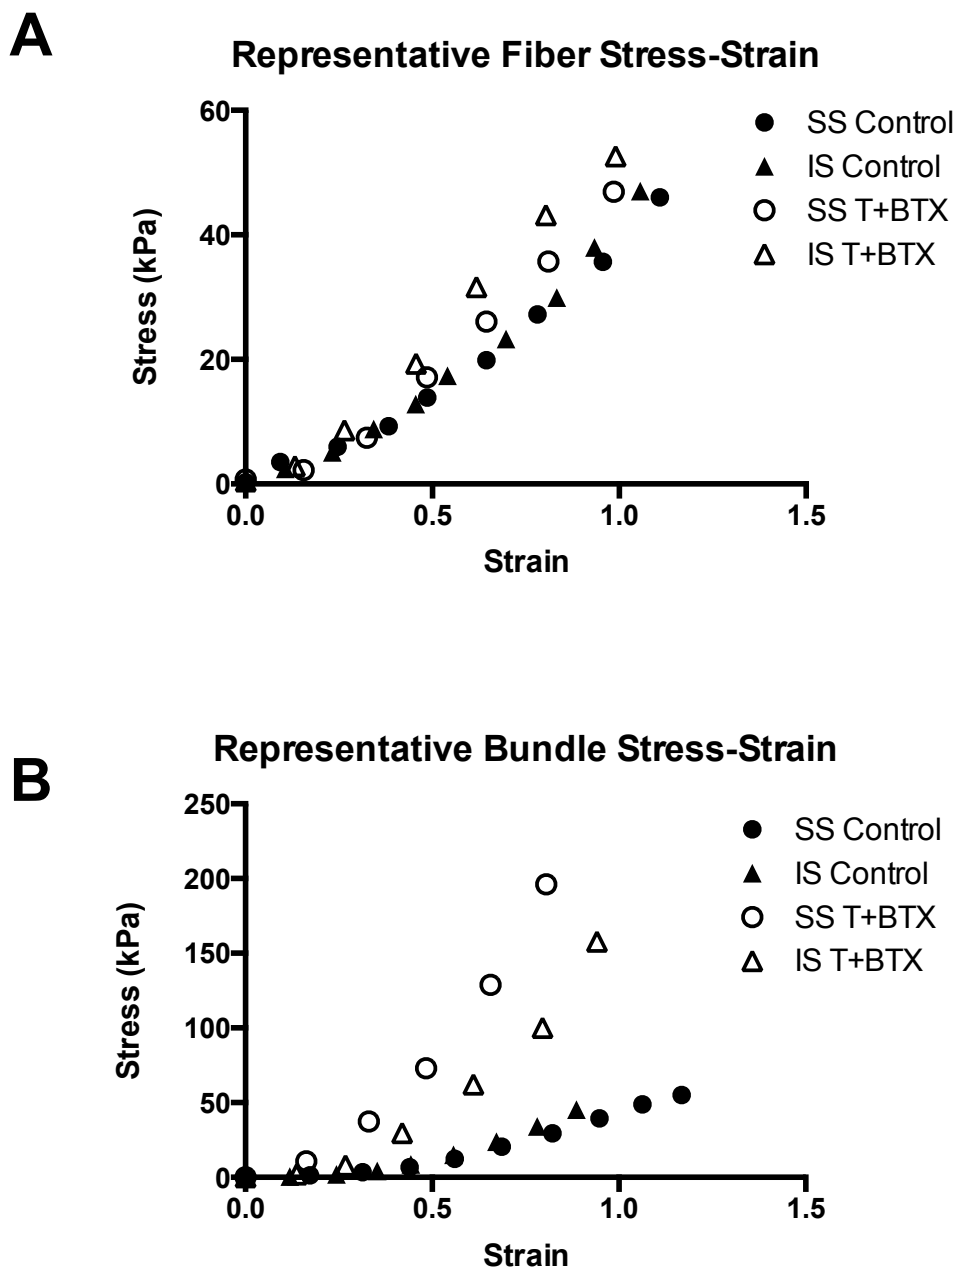 A
Representative Fiber Stress-Strain
60
40
20
0
Stress (kPa)
0.0 0.5 1.0 1.5
Strain
SS Control
IS Control
SS T+BTX
IS T+BTX
B
Representative Bundle Stress-Strain
250
200
150
100
50
0
Stress (kPa)
0.0 0.5 1.0 1.5
Strain
SS Control
IS Control
SS T+BTX
IS T+BTX